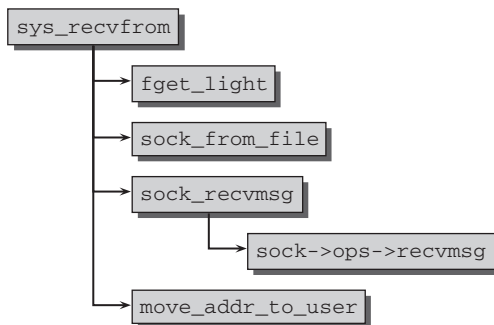 sys_recvfrom
fget_light
sock_from_file
sock_recvmsg
sock->ops->recvmsg
move_addr_to_user